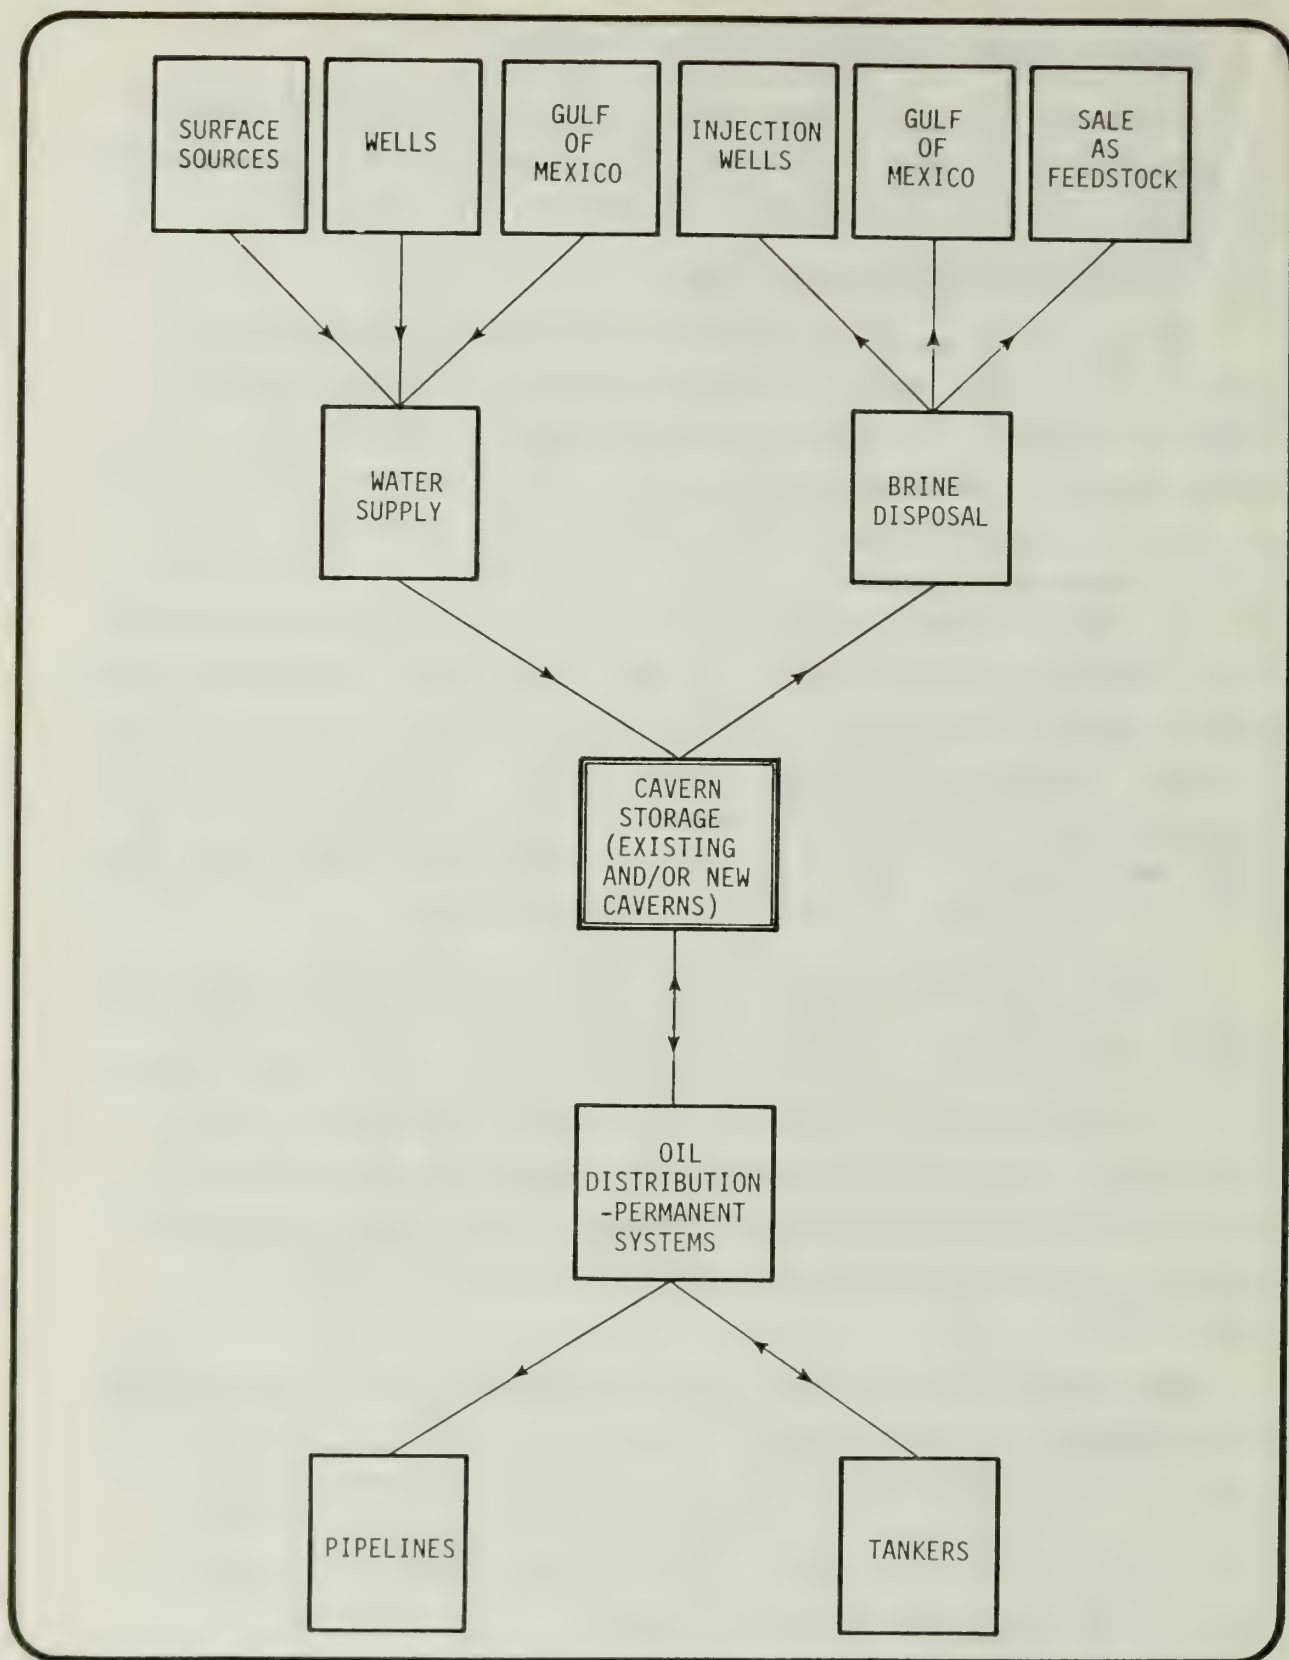 SURFACE
SOURCES
WELLS
GULF
OF
MEXICO
INJECTION
WELLS
GULF
OF
MEXICO
SALE
AS
FEEDSTOCK
WATER
SUPPLY
BRINE
DISPOSAL
CAVERN
STORAGE
(EXISTING
AND/OR NEW
CAVERNS)
OIL
DISTRIBUTION
-PERMANENT
SYSTEMS
PIPELINES
TANKERS